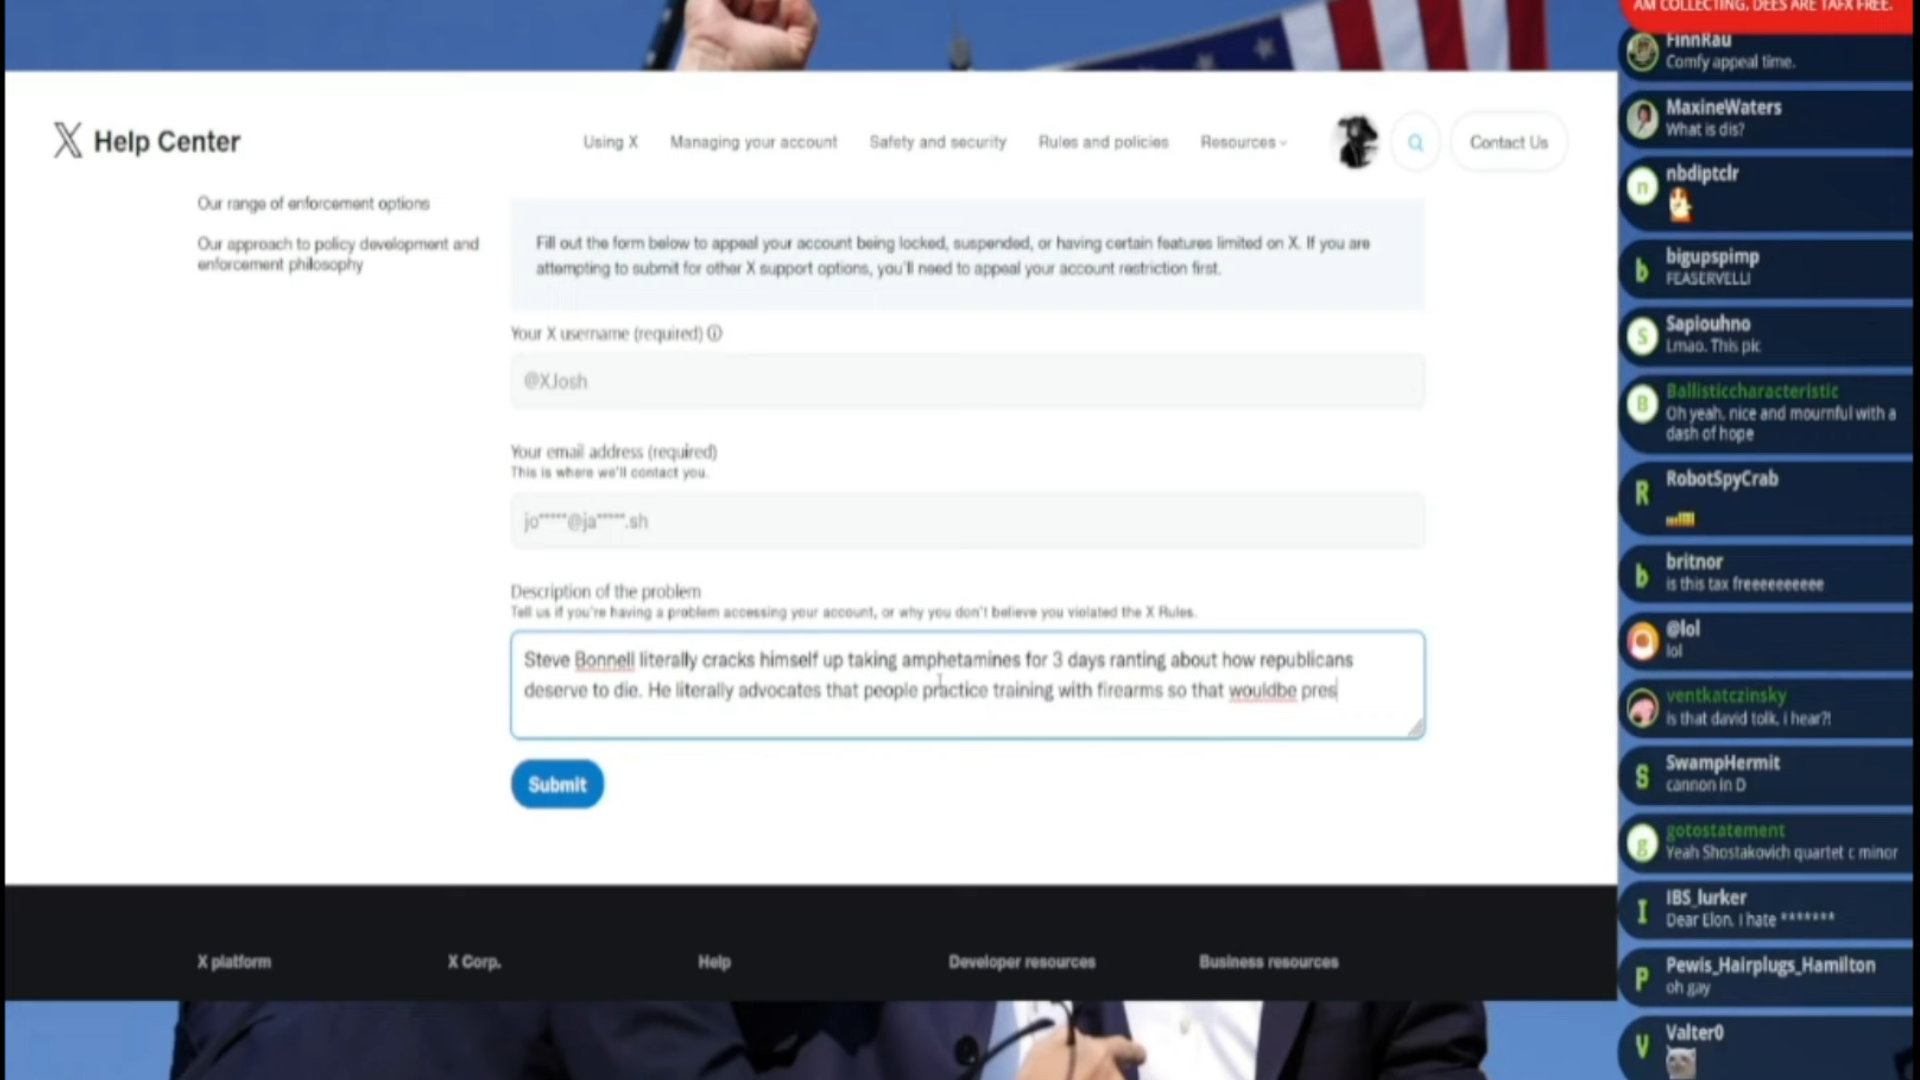 AM COLLECTING, DEES ARE TAFX FREE.
X Help Center
Using X
Managing your account
Safety and security
Rules and policies
Resources
Contact Us
Our range of enforcement options
Our approach to policy development and
enforcement philosophy
Fill out the form below to appeal your account being locked, suspended, or having certain features limited on X. If you are
attempting to submit for other X support options, you'll need to appeal your account restriction first.
Your X username (required)
@XJosh
Your email address (required)
This is where we'll contact you.
jo*****@ja*****.sh
Description of the problem
Tell us if you're having a problem accessing your account, or why you don't believe you violated the X Rules.
Steve Bonnell literally cracks himself up taking amphetamines for 3 days ranting about how republicans
deserve to die. He literally advocates that people practice training with firearms so that wouldbe pres
Submit
X platform
X Corp.
Help
Developer resources
Business resources
FinnRau
Comfy appeal time.
MaxineWaters
What is dis?
n
nbdiptclr
b
bigupspimp
FEASERVELLI
S
Sapiouhno
Lmao. This pic
B
Ballisticcharacteristic
Oh yeah, nice and mournful with a
dash of hope
R
RobotSpyCrab
b
britnor
is this tax freeeeeeeeee
@lol
lol
ventkatczinsky
is that david tolk, i hear?!
S
SwampHermit
cannon in D
g
gotostatement
Yeah Shostakovich quartet c minor
I
IBS_lurker
Dear Elon, I hate *******
P
Pewis_Hairplugs_Hamilton
oh gay
V
Valter0